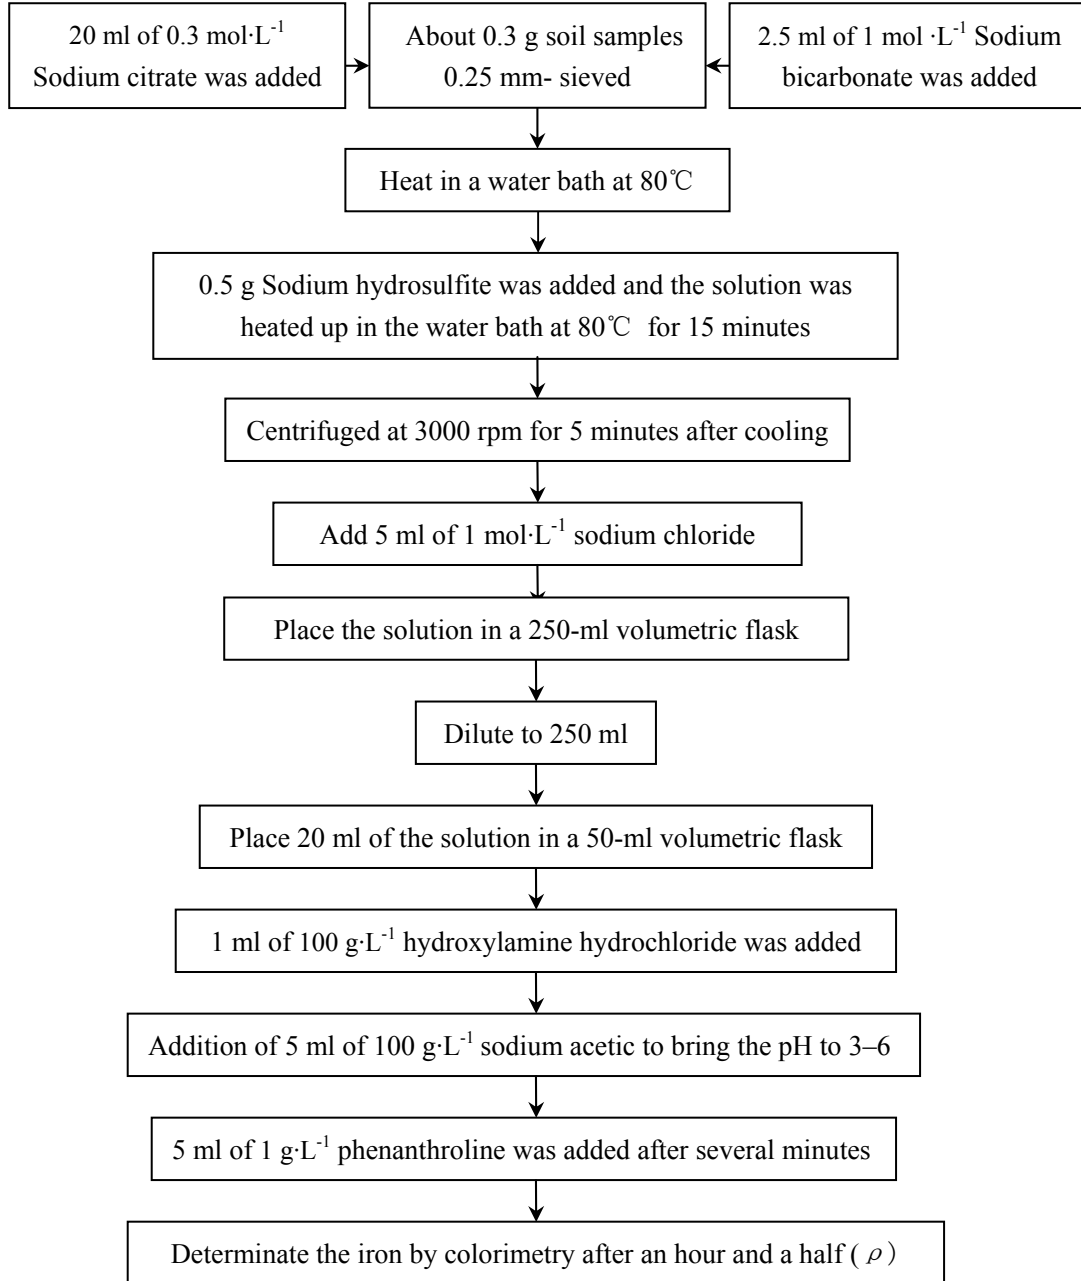 20 ml of 0.3 mol·L⁻¹
Sodium citrate was added
About 0.3 g soil samples
0.25 mm- sieved
2.5 ml of 1 mol ·L⁻¹ Sodium
bicarbonate was added
Heat in a water bath at 80℃
0.5 g Sodium hydrosulfite was added and the solution was
heated up in the water bath at 80℃ for 15 minutes
Centrifuged at 3000 rpm for 5 minutes after cooling
Add 5 ml of 1 mol·L⁻¹ sodium chloride
Place the solution in a 250-ml volumetric flask
Dilute to 250 ml
Place 20 ml of the solution in a 50-ml volumetric flask
1 ml of 100 g·L⁻¹ hydroxylamine hydrochloride was added
Addition of 5 ml of 100 g·L⁻¹ sodium acetic to bring the pH to 3–6
5 ml of 1 g·L⁻¹ phenanthroline was added after several minutes
Determinate the iron by colorimetry after an hour and a half (ρ)